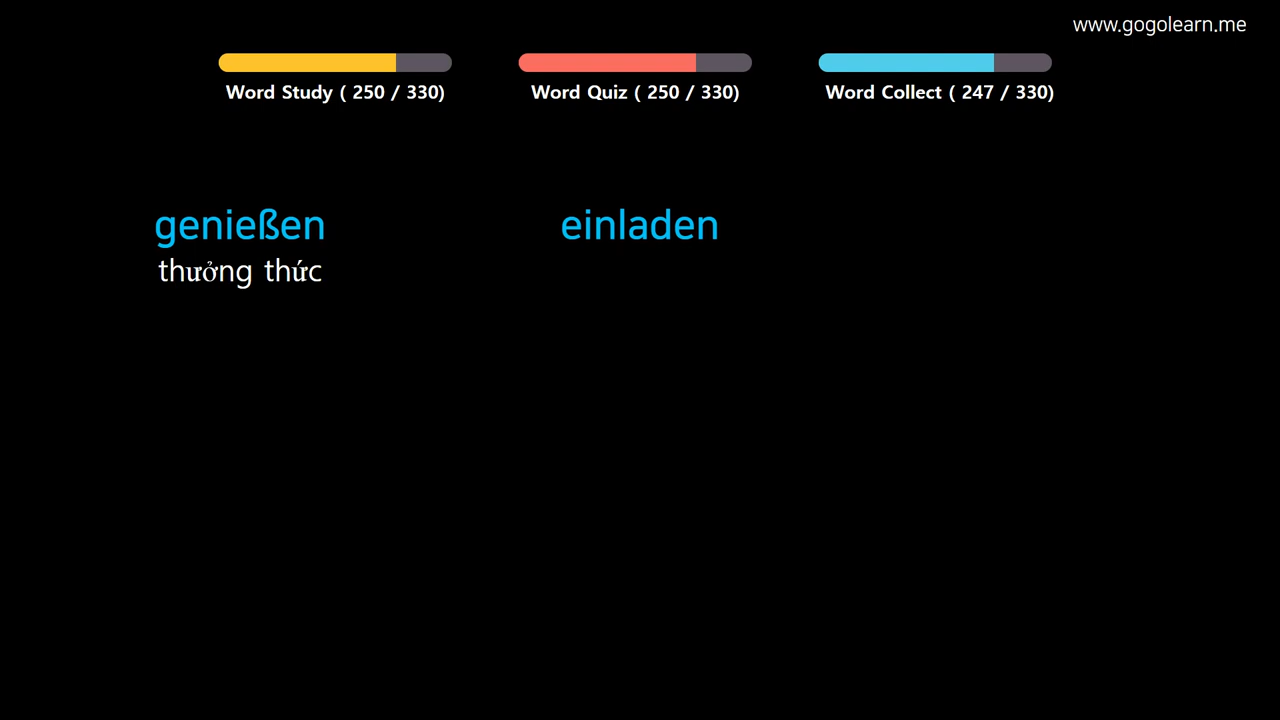 www.gogolearn.me
Word Study ( 250 / 330)
Word Quiz ( 250 / 330)
Word Collect ( 247 / 330)
genießen
thưởng thức
einladen